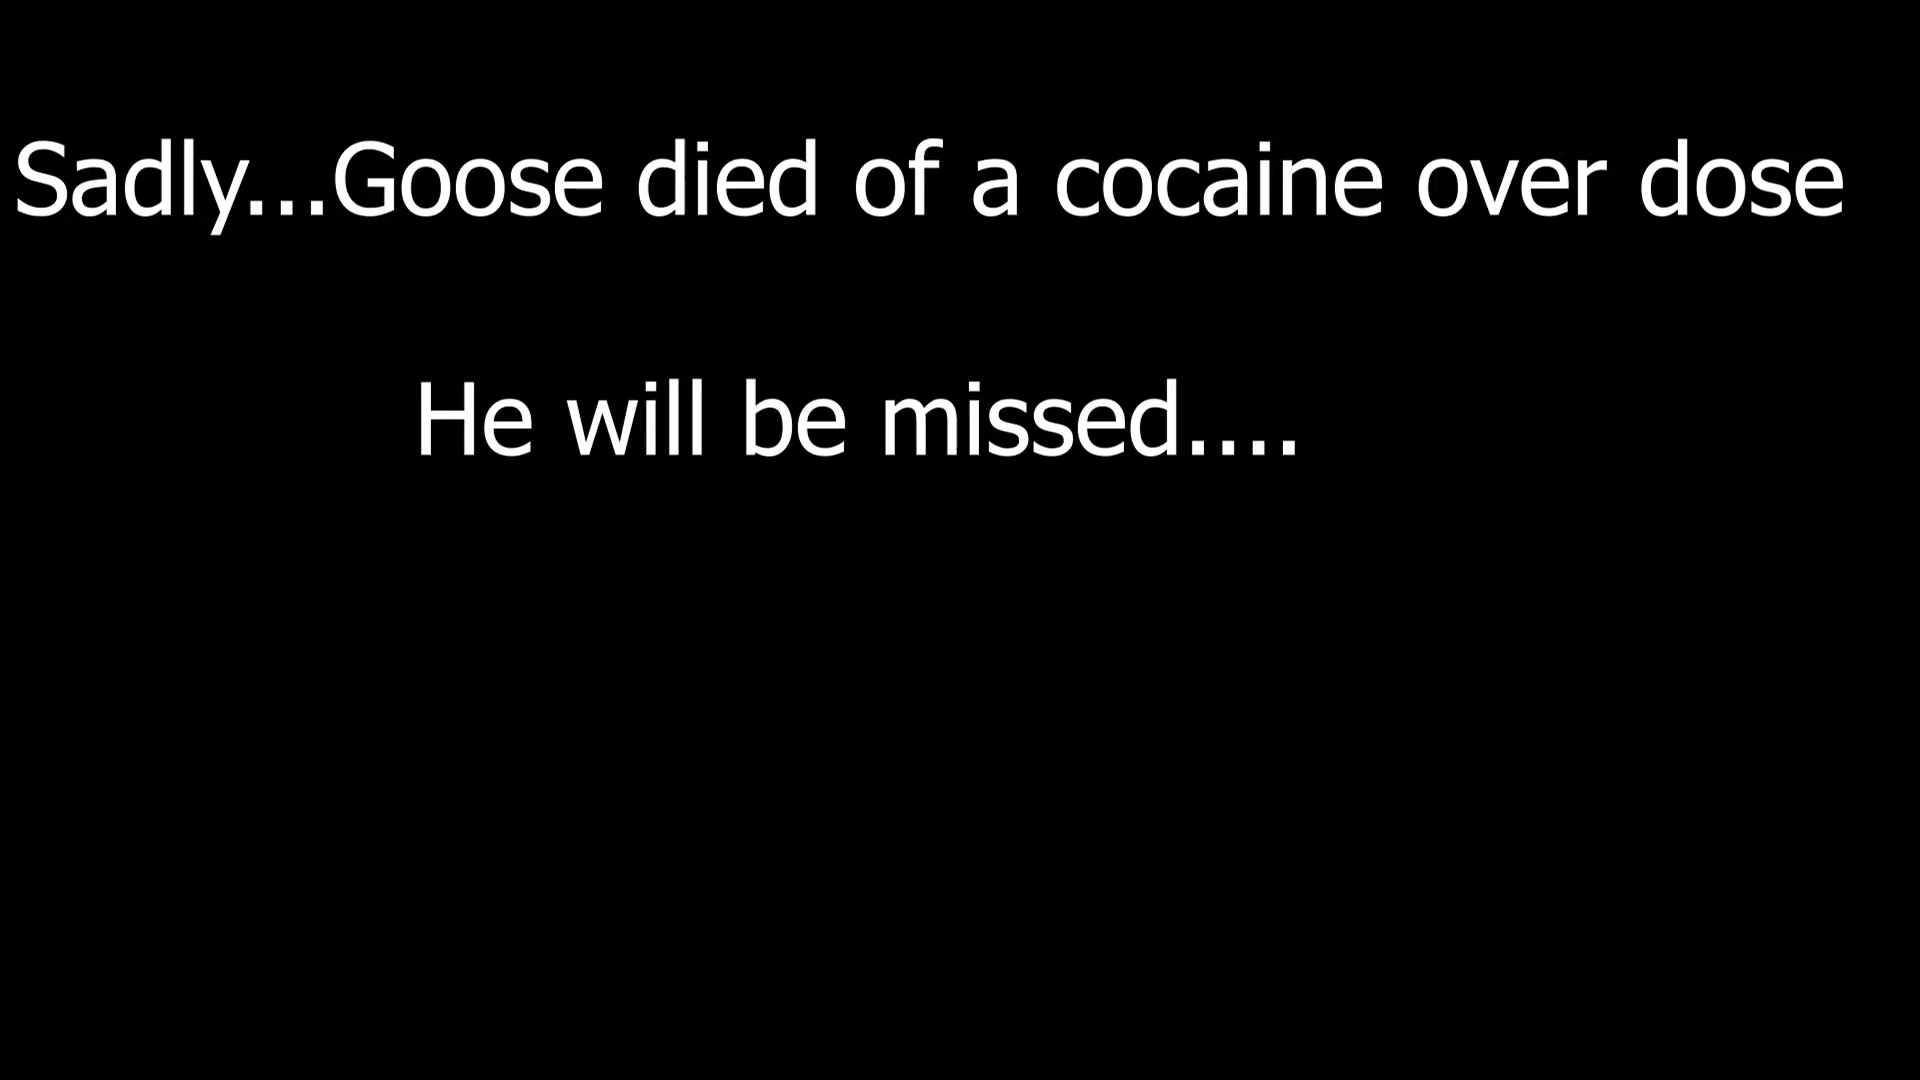 Sadly...Goose died of a cocaine over dose
He will be missed....